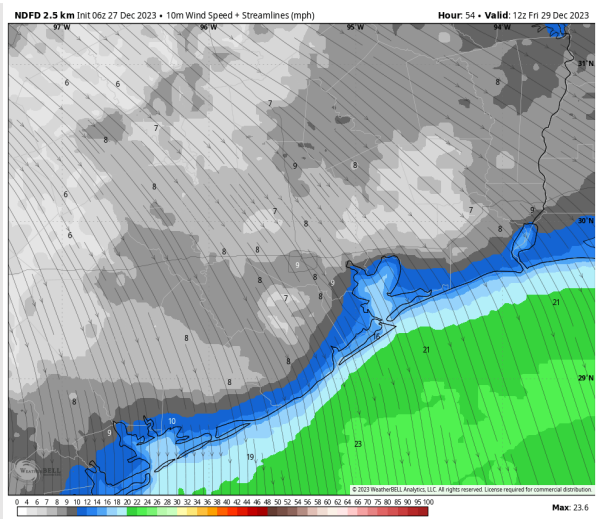 NDFD 2.5 km Init 06z 27 Dec 2023 • 10m Wind Speed + Streamlines (mph) Hour: 54 • Valid: 12z Fri 29 Dec 2023
97°W 96°W 95°W 94°W
31°N
6 6 8
7
7
8
9 8
6
8
7 7 9
30°N
6 8 8
8 8
9
8 8 9
7 8
21
8 16
21
8 29°N
8
8
10
9
23
19
WeatherBELL
© 2023 WeatherBELL Analytics, LLC. All rights reserved. License required for commercial distribution.
0 4 6 7 8 9 10 12 14 16 18 20 22 24 26 28 30 32 34 36 38 40 42 44 46 48 50 52 54 56 58 60 62 64 66 68 70 75 80 85 90 95 100
Max: 23.6